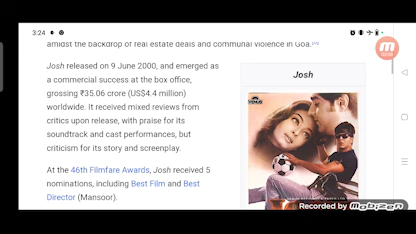 3:24
amidst the backdrop of real estate deals and communal violence in Goa.
Josh released on 9 June 2000, and emerged as
a commercial success at the box office,
grossing ₹35.06 crore (US$4.4 million)
worldwide. It received mixed reviews from
critics upon release, with praise for its
soundtrack and cast performances, but
criticism for its story and screenplay.
At the 46th Filmfare Awards, Josh received 5
nominations, including Best Film and Best
Director (Mansoor).
Josh
VENUS
Recorded by Mobizen